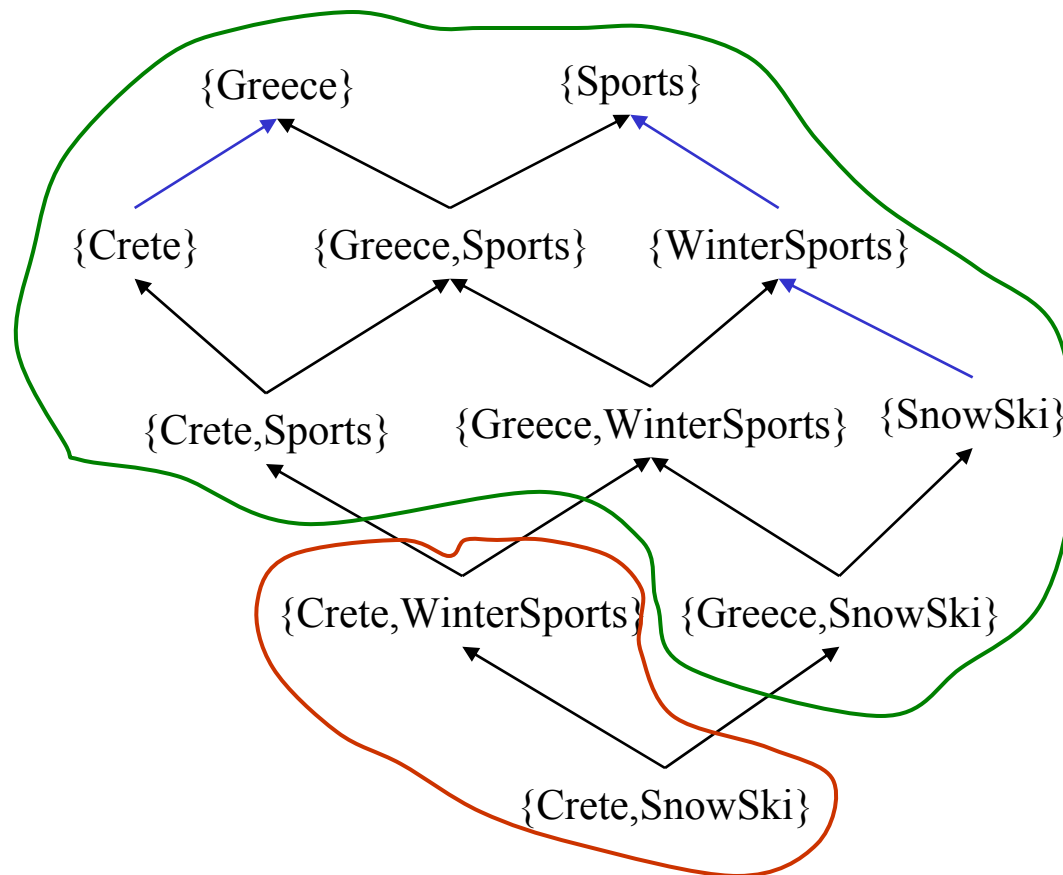 {Greece} {Sports}
{Crete} {Greece,Sports} {WinterSports}
{Crete,Sports} {Greece,WinterSports} {SnowSki}
{Crete,WinterSports} {Greece,SnowSki}
{Crete,SnowSki}